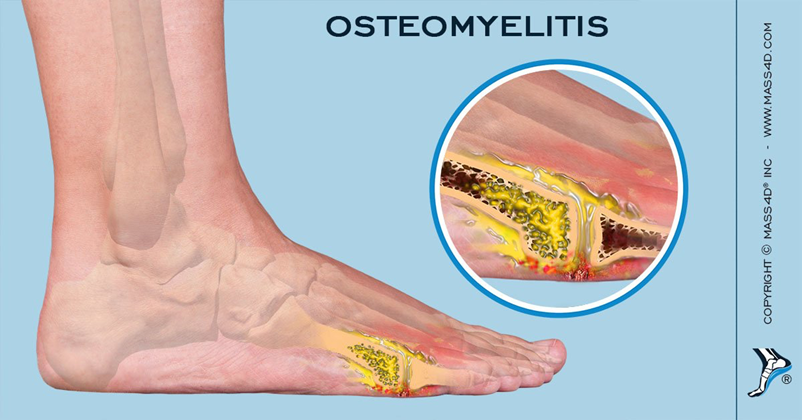 OSTEOMYELITIS
COPYRIGHT © MASS4D® INC - WWW.MASS4D.COM
®